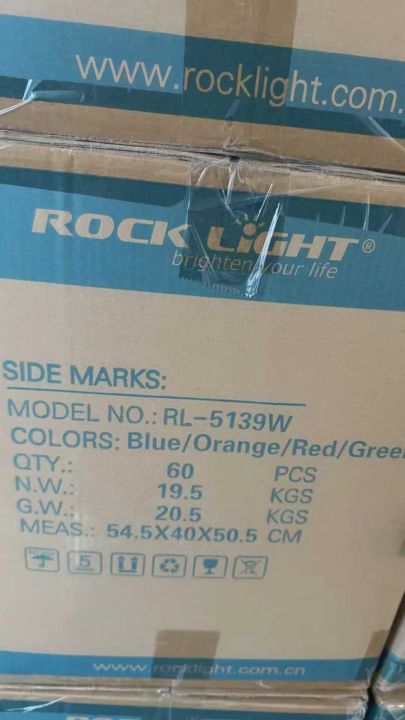 www.rocklight.com.
ROCK LIGHT®
brighten your life
SIDE MARKS:
MODEL NO.: RL-5139W
COLORS: Blue/Orange/Red/Green
QTY.: 60 PCS
N.W.: 19.5 KGS
G.W.: 20.5 KGS
MEAS.: 54.5X40X50.5 CM
5
www.rocklight.com.cn